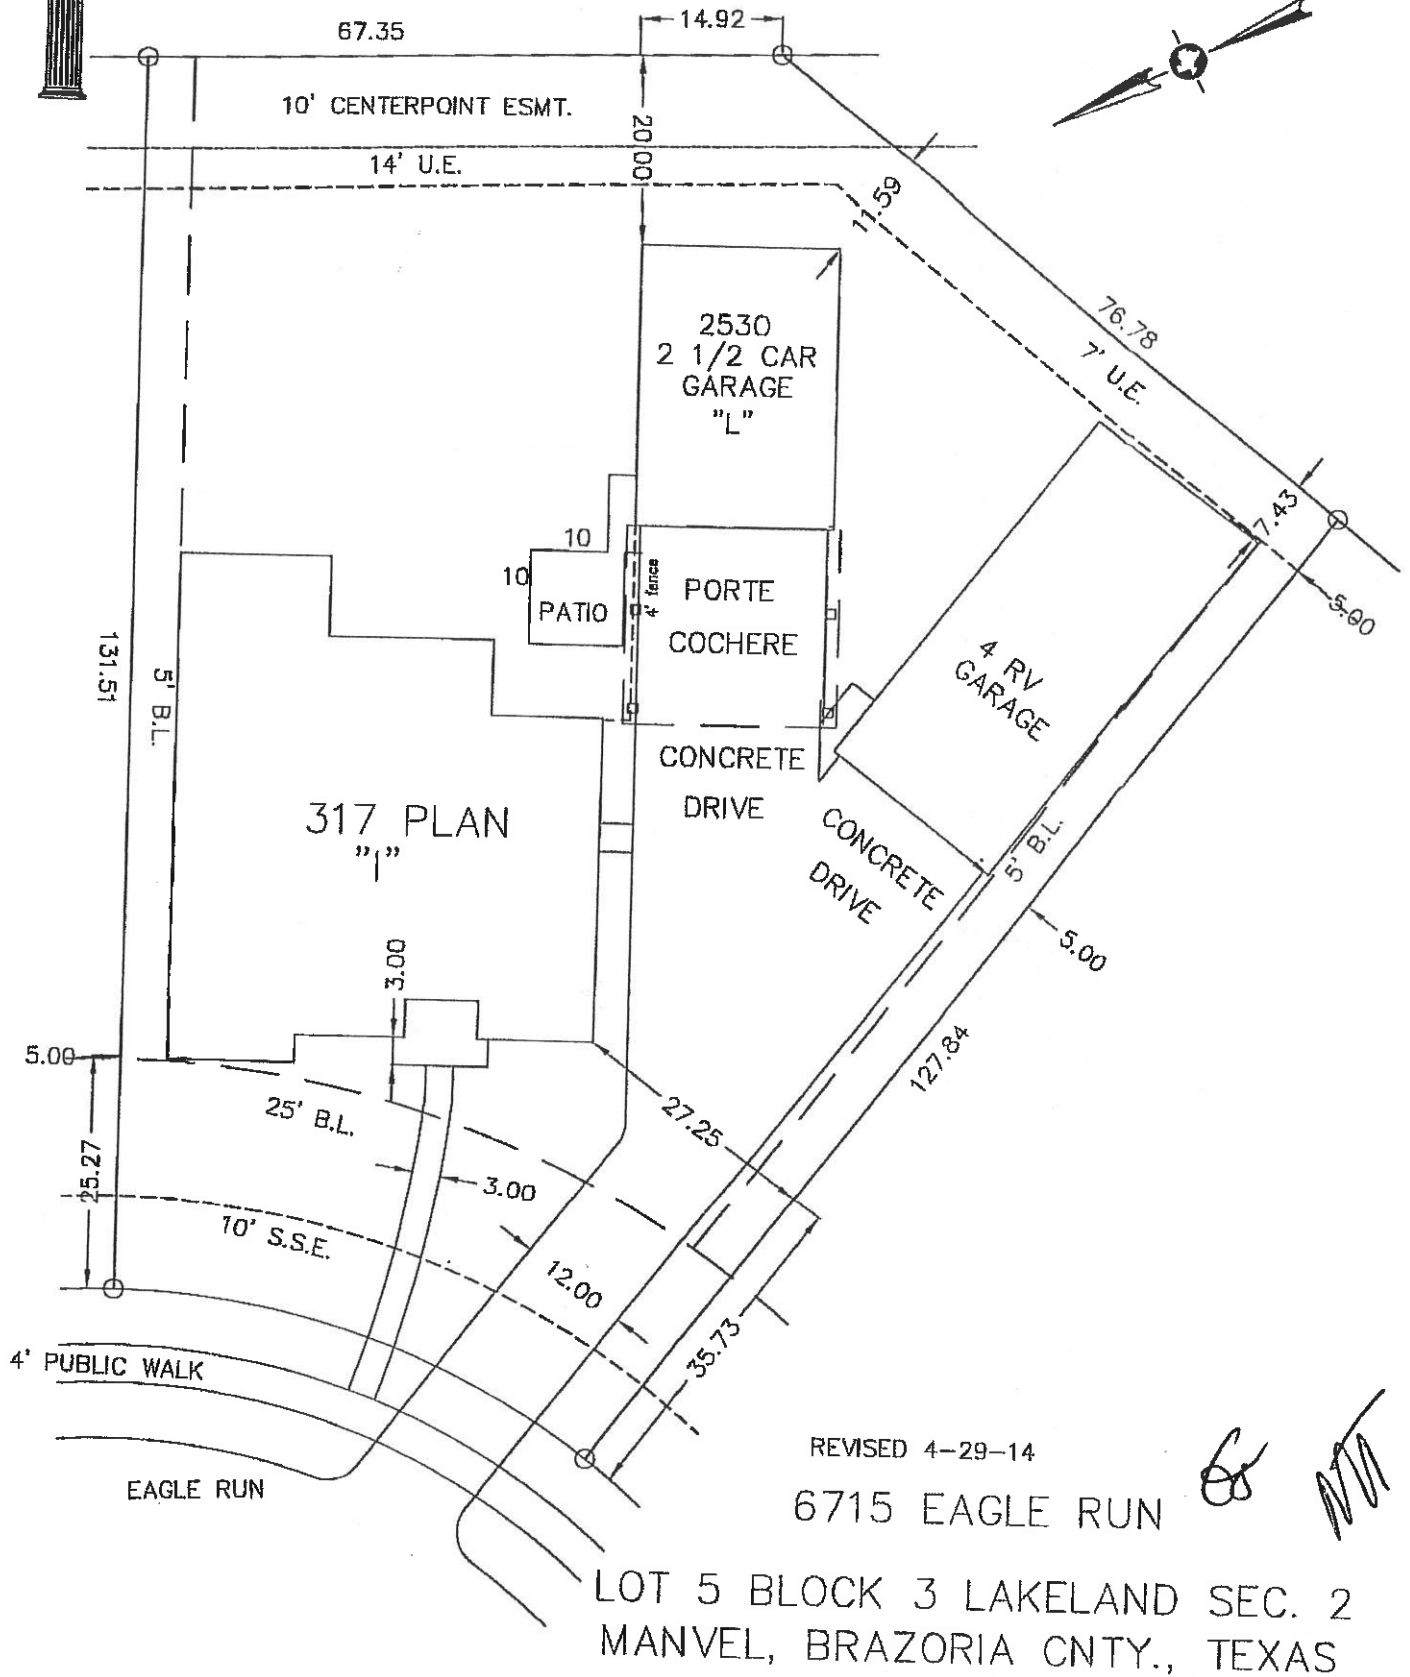 67.35
14.92
10' CENTERPOINT ESMT.
20.00
14' U.E.
11.59
76.78
7' U.E.
2530
2 1/2 CAR
GARAGE
"L"
7.43
5.00
10
10
PATIO
4' fence
PORTE
COCHERE
4 RV
GARAGE
131.51
5' B.L.
CONCRETE
DRIVE
CONCRETE
DRIVE
317 PLAN
"I"
5' B.L.
5.00
3.00
127.84
5.00
25' B.L.
27.25
25.27
3.00
10' S.S.E.
12.00
35.73
4' PUBLIC WALK
EAGLE RUN
REVISED 4-29-14
6715 EAGLE RUN
LOT 5 BLOCK 3 LAKELAND SEC. 2
MANVEL, BRAZORIA CNTY., TEXAS